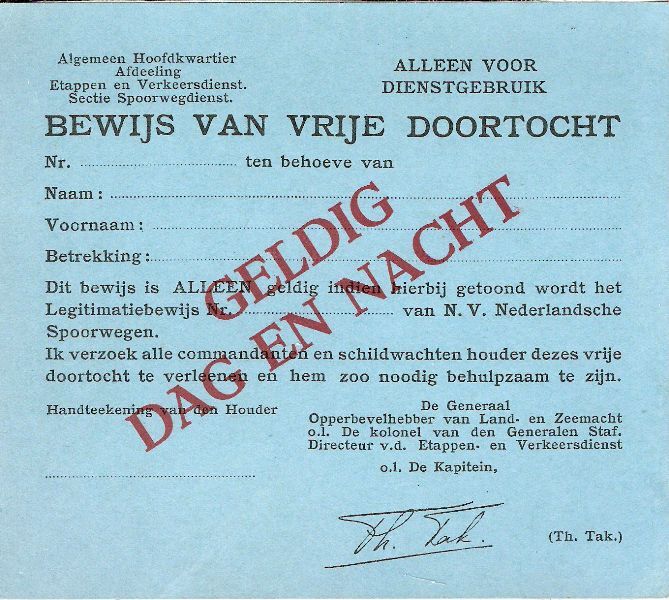 Algemeen Hoofdkwartier
Afdeeling
Etappen en Verkeersdienst.
Sectie Spoorwegdienst.
ALLEEN VOOR
DIENSTGEBRUIK
BEWIJS VAN VRIJE DOORTOCHT
Nr. .......... ten behoeve van
Naam: ..........
Voornaam: ..........
Betrekking: ..........
Dit bewijs is ALLEEN geldig indien hierbij getoond wordt het
Legitimatiebewijs Nr. .......... van N. V. Nederlandsche
Spoorwegen.
Ik verzoek alle commandanten en schildwachten houder dezes vrije
doortocht te verleenen en hem zoo noodig behulpzaam te zijn.
GELDIG
DAG EN NACHT
Handteekening van den Houder
De Generaal
Opperbevelhebber van Land- en Zeemacht
o.l. De kolonel van den Generalen Staf.
Directeur v.d. Etappen- en Verkeersdienst
o.l. De Kapitein,
Th. Tak.
(Th. Tak.)